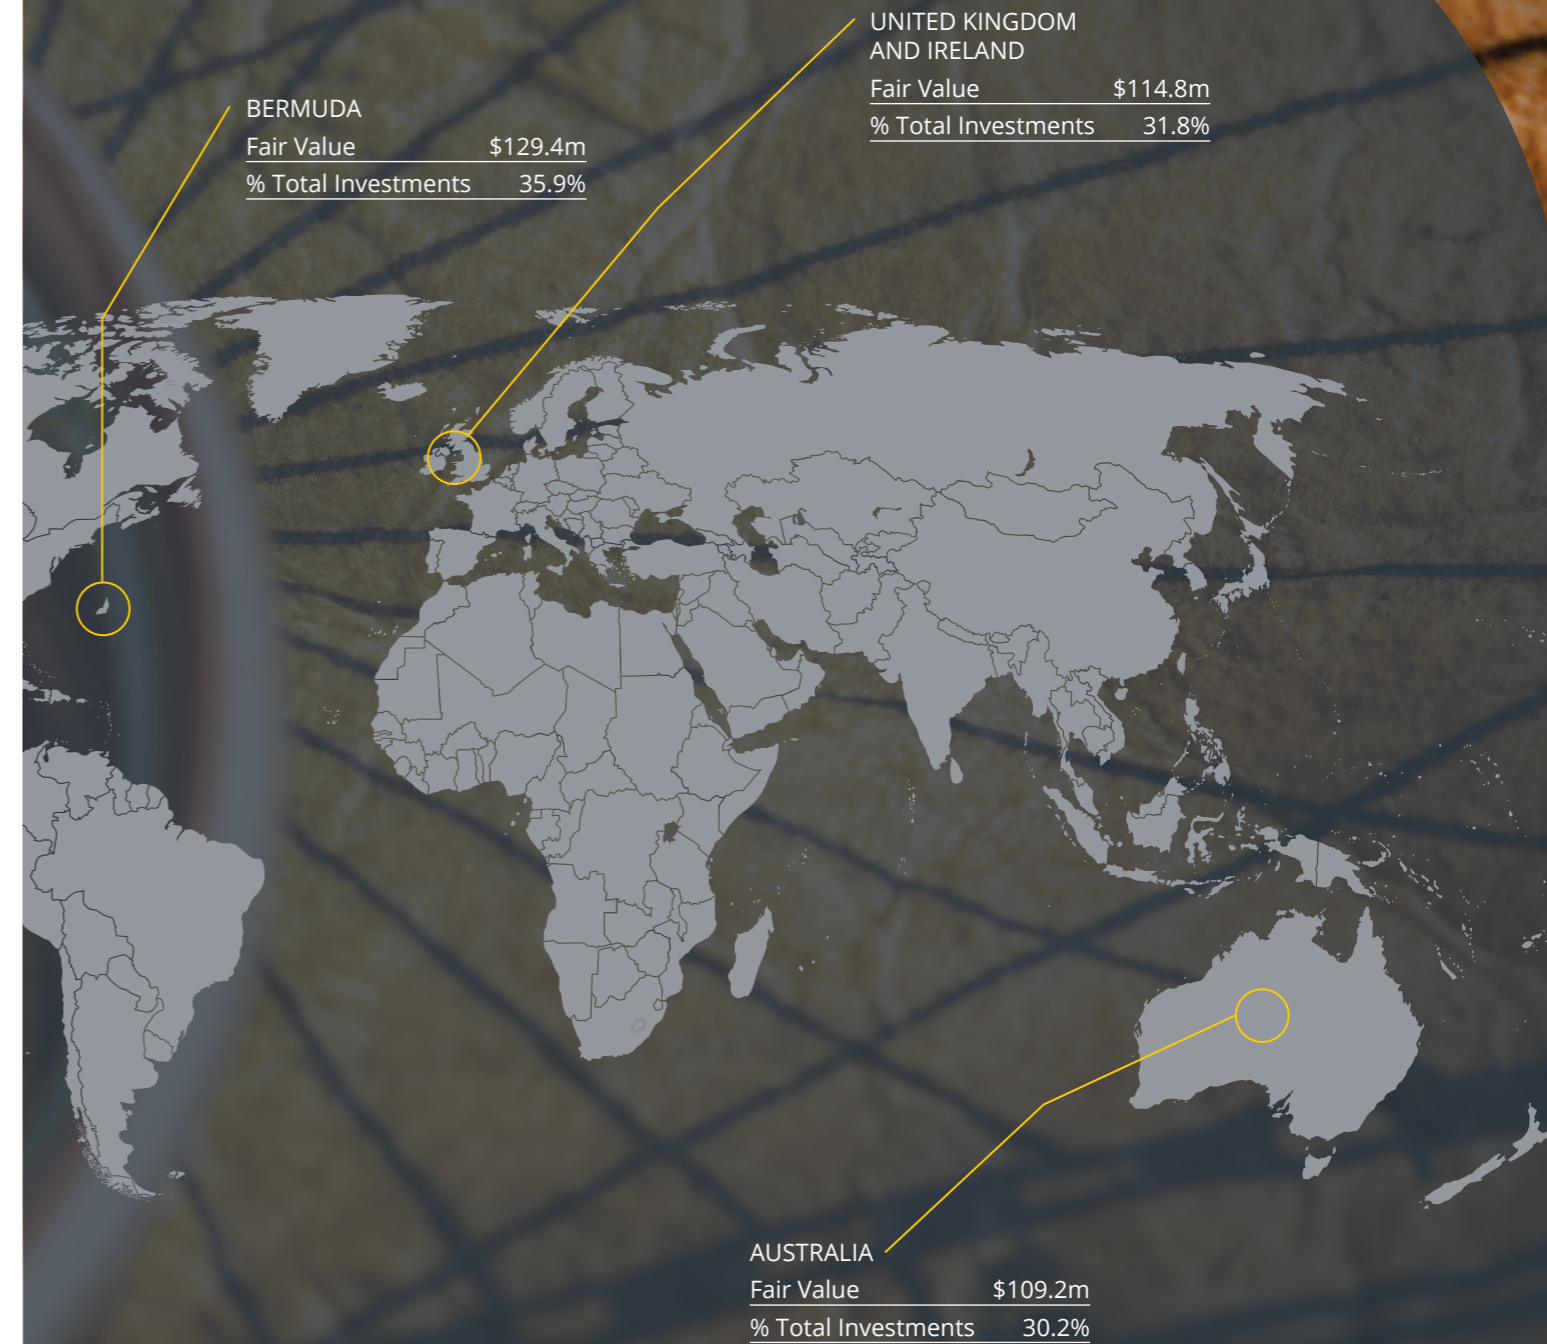 UNITED KINGDOM
AND IRELAND
Fair Value $114.8m
% Total Investments 31.8%
BERMUDA
Fair Value $129.4m
% Total Investments 35.9%
AUSTRALIA
Fair Value $109.2m
% Total Investments 30.2%